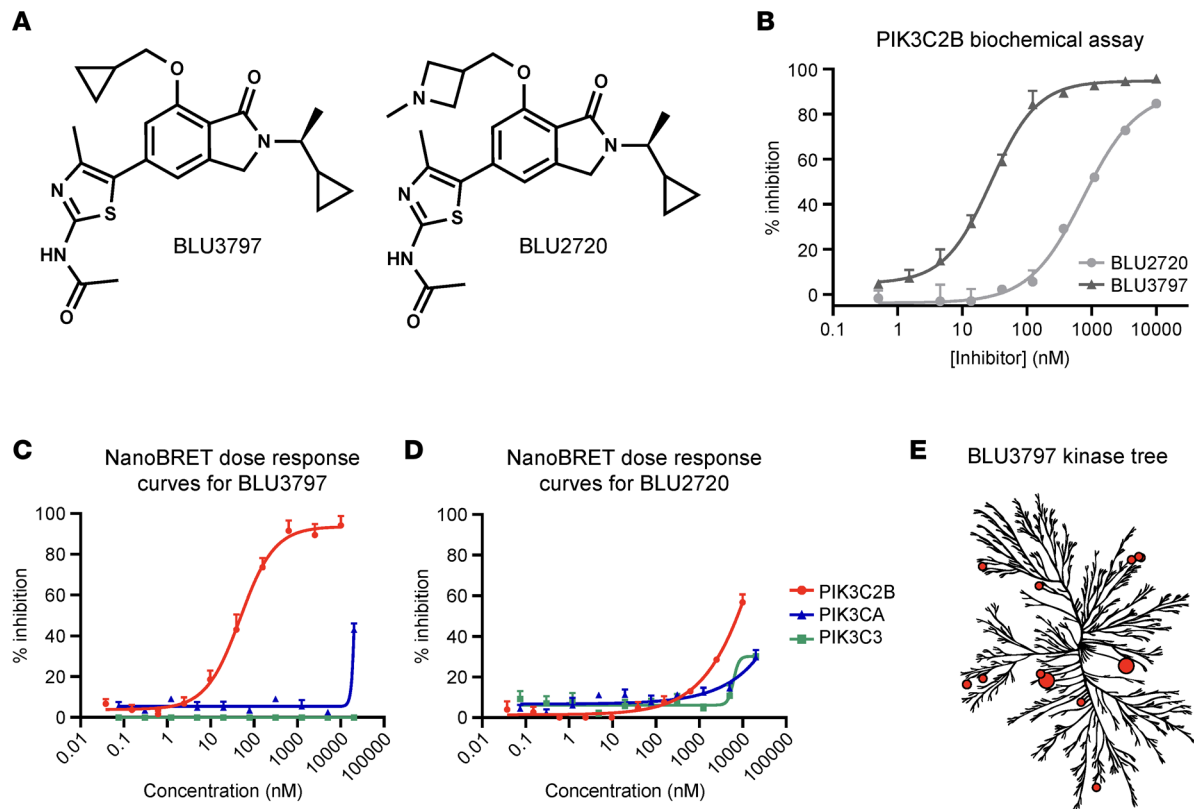 A
O
O
N
N
S
HN
O
BLU3797
N
O
O
N
N
S
HN
O
BLU2720
B
PIK3C2B biochemical assay
% inhibition
100
80
60
40
20
0
0.1
1
10
100
1000
10000
[Inhibitor] (nM)
BLU2720
BLU3797
C
NanoBRET dose response
curves for BLU3797
% inhibition
100
80
60
40
20
0
0.01
0.1
1
10
100
1000
10000
100000
Concentration (nM)
D
NanoBRET dose response
curves for BLU2720
% inhibition
100
80
60
40
20
0
0.01
0.1
1
10
100
1000
10000
100000
Concentration (nM)
PIK3C2B
PIK3CA
PIK3C3
E
BLU3797 kinase tree